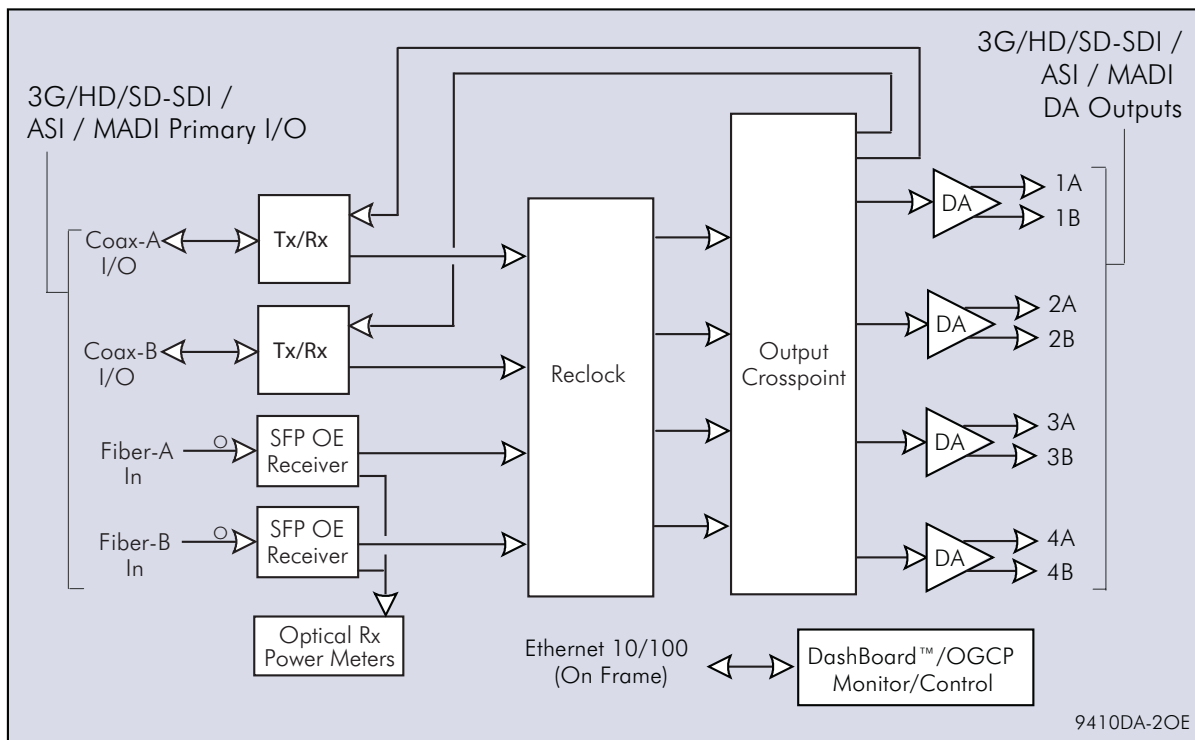 3G/HD/SD-SDI /
ASI / MADI Primary I/O
3G/HD/SD-SDI /
ASI / MADI
DA Outputs
Coax-A
I/O
Tx/Rx
Coax-B
I/O
Tx/Rx
Fiber-A
In
SFP OE
Receiver
Fiber-B
In
SFP OE
Receiver
Optical Rx
Power Meters
Reclock
Output
Crosspoint
DA
1A
1B
DA
2A
2B
DA
3A
3B
DA
4A
4B
Ethernet 10/100
(On Frame)
DashBoard™/OGCP
Monitor/Control
9410DA-2OE